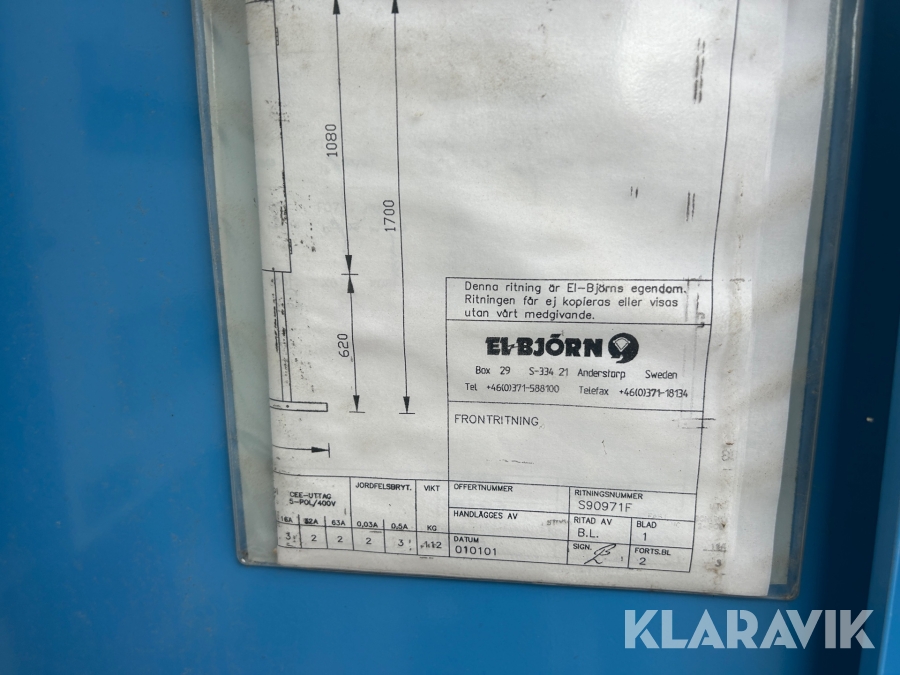 1080
1700
620
Denna ritning är El-Björns egendom.
Ritningen får ej kopieras eller visas
utan vårt medgivande.
EL-BJÖRN
Box 29 S-334 21 Anderstorp Sweden
Tel +46(0)371-588100 Telefax +46(0)371-18134
FRONTRITNING
CEE-UTTAG
5-POL/400V
JORDFELSBRYT.
VIKT
16A 32A 63A 0,03A 0,5A KG
3 2 2 2 3
OFFERTNUMMER
RITNINGSNUMMER
S90971F
HANDLÄGGES AV
RITAD AV
B.L.
BLAD
1
DATUM
010101
SIGN.
FORTS.BL
2
KLARAVIK